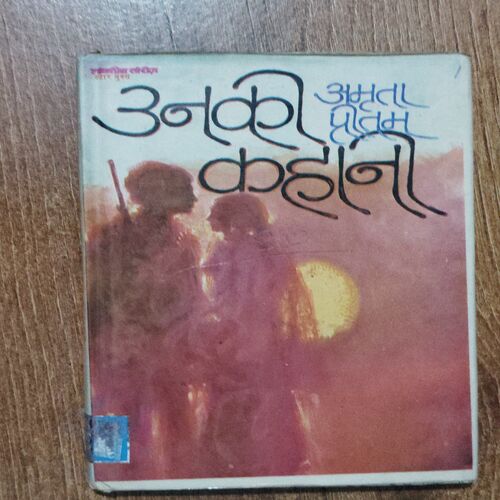 उनकी
अमृता
प्रीतम
कहानी